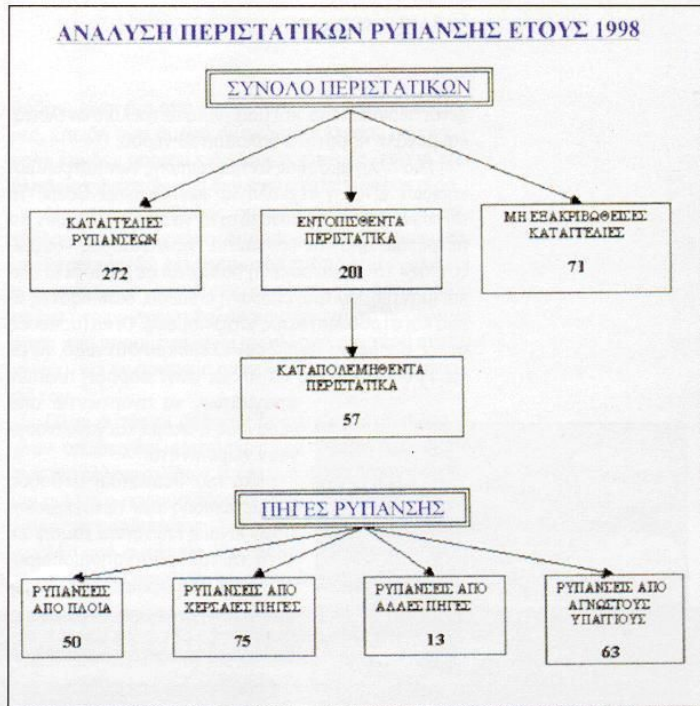 ΑΝΑΛΥΣΗ ΠΕΡΙΣΤΑΤΙΚΩΝ ΡΥΠΑΝΣΗΣ ΕΤΟΥΣ 1998
ΣΥΝΟΛΟ ΠΕΡΙΣΤΑΤΙΚΩΝ
ΚΑΤΑΓΓΕΛΙΕΣ
ΡΥΠΑΝΣΕΩΝ
272
ΕΝΤΟΠΙΣΘΕΝΤΑ
ΠΕΡΙΣΤΑΤΙΚΑ
201
ΜΗ ΕΞΑΚΡΙΒΩΘΕΙΣΕΣ
ΚΑΤΑΓΓΕΛΙΕΣ
71
ΚΑΤΑΠΟΛΕΜΗΘΕΝΤΑ
ΠΕΡΙΣΤΑΤΙΚΑ
57
ΠΗΓΕΣ ΡΥΠΑΝΣΗΣ
ΡΥΠΑΝΣΕΙΣ
ΑΠΟ ΠΛΟΙΑ
50
ΡΥΠΑΝΣΕΙΣ ΑΠΟ
ΧΕΡΣΑΙΕΣ ΠΗΓΕΣ
75
ΡΥΠΑΝΣΕΙΣ ΑΠΟ
ΑΛΛΕΣ ΠΗΓΕΣ
13
ΡΥΠΑΝΣΕΙΣ ΑΠΟ
ΑΓΝΩΣΤΟΥΣ
ΥΠΑΙΤΙΟΥΣ
63